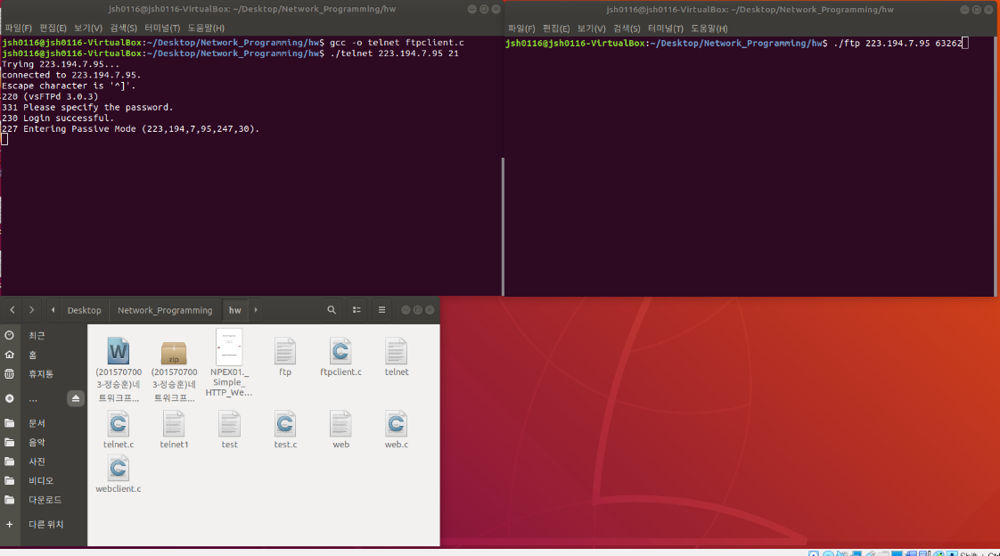 jsh0116@jsh0116-VirtualBox: ~/Desktop/Network_Programming/hw
파일(F) 편집(E) 보기(V) 검색(S) 터미널(T) 도움말(H)
jsh0116@jsh0116-VirtualBox:~/Desktop/Network_Programming/hw$ gcc -o telnet ftpclient.c
jsh0116@jsh0116-VirtualBox:~/Desktop/Network_Programming/hw$ ./telnet 223.194.7.95 21
Trying 223.194.7.95...
connected to 223.194.7.95.
Escape character is '^]'.
220 (vsFTPd 3.0.3)
331 Please specify the password.
230 Login successful.
227 Entering Passive Mode (223,194,7,95,247,30).
jsh0116@jsh0116-VirtualBox: ~/Desktop/Network_Programming/hw
파일(F) 편집(E) 보기(V) 검색(S) 터미널(T) 도움말(H)
jsh0116@jsh0116-VirtualBox:~/Desktop/Network_Programming/hw$ ./ftp 223.194.7.95 63262
Desktop Network_Programming hw
최근
홈
휴지통
...
문서
음악
사진
비디오
다운로드
+ 다른 위치
W
(201570700
3-정승훈)네
트워크프...
zip
(201570700
3-정승훈)네
트워크프...
NPEX01._
Simple_
HTTP_We...
ftp
C
ftpclient.c
telnet
C
telnet.c
telnet1
test
C
test.c
web
C
web.c
C
webclient.c